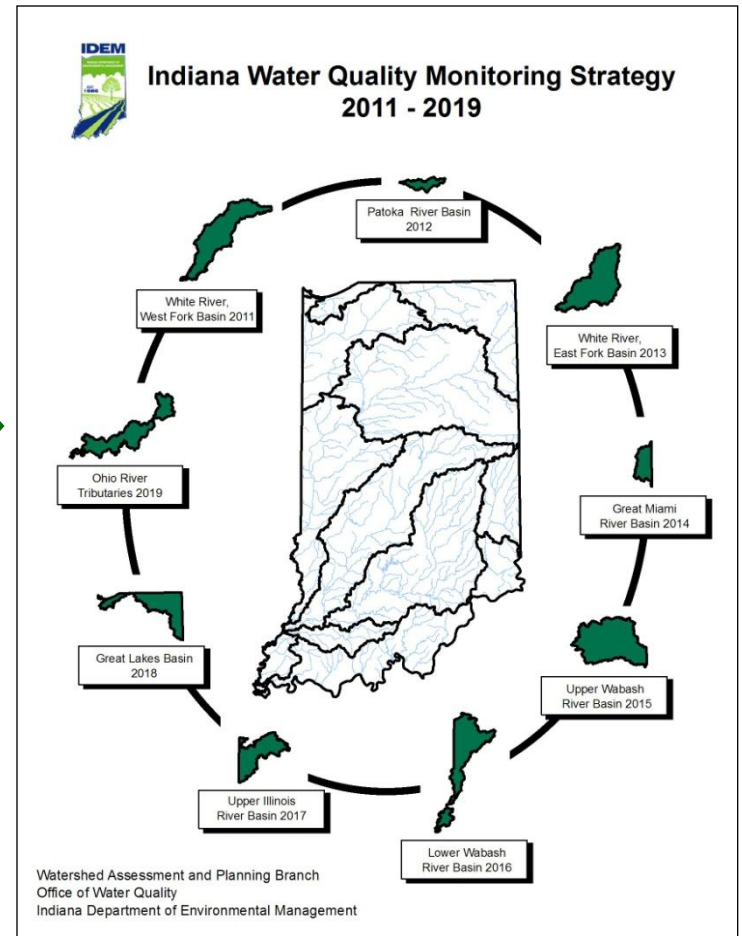 IDEM
Indiana Water Quality Monitoring Strategy
2011 - 2019
Patoka River Basin
2012
White River,
West Fork Basin 2011
White River,
East Fork Basin 2013
Ohio River
Tributaries 2019
Great Miami
River Basin 2014
Great Lakes Basin
2018
Upper Wabash
River Basin 2015
Upper Illinois
River Basin 2017
Lower Wabash
River Basin 2016
Watershed Assessment and Planning Branch
Office of Water Quality
Indiana Department of Environmental Management